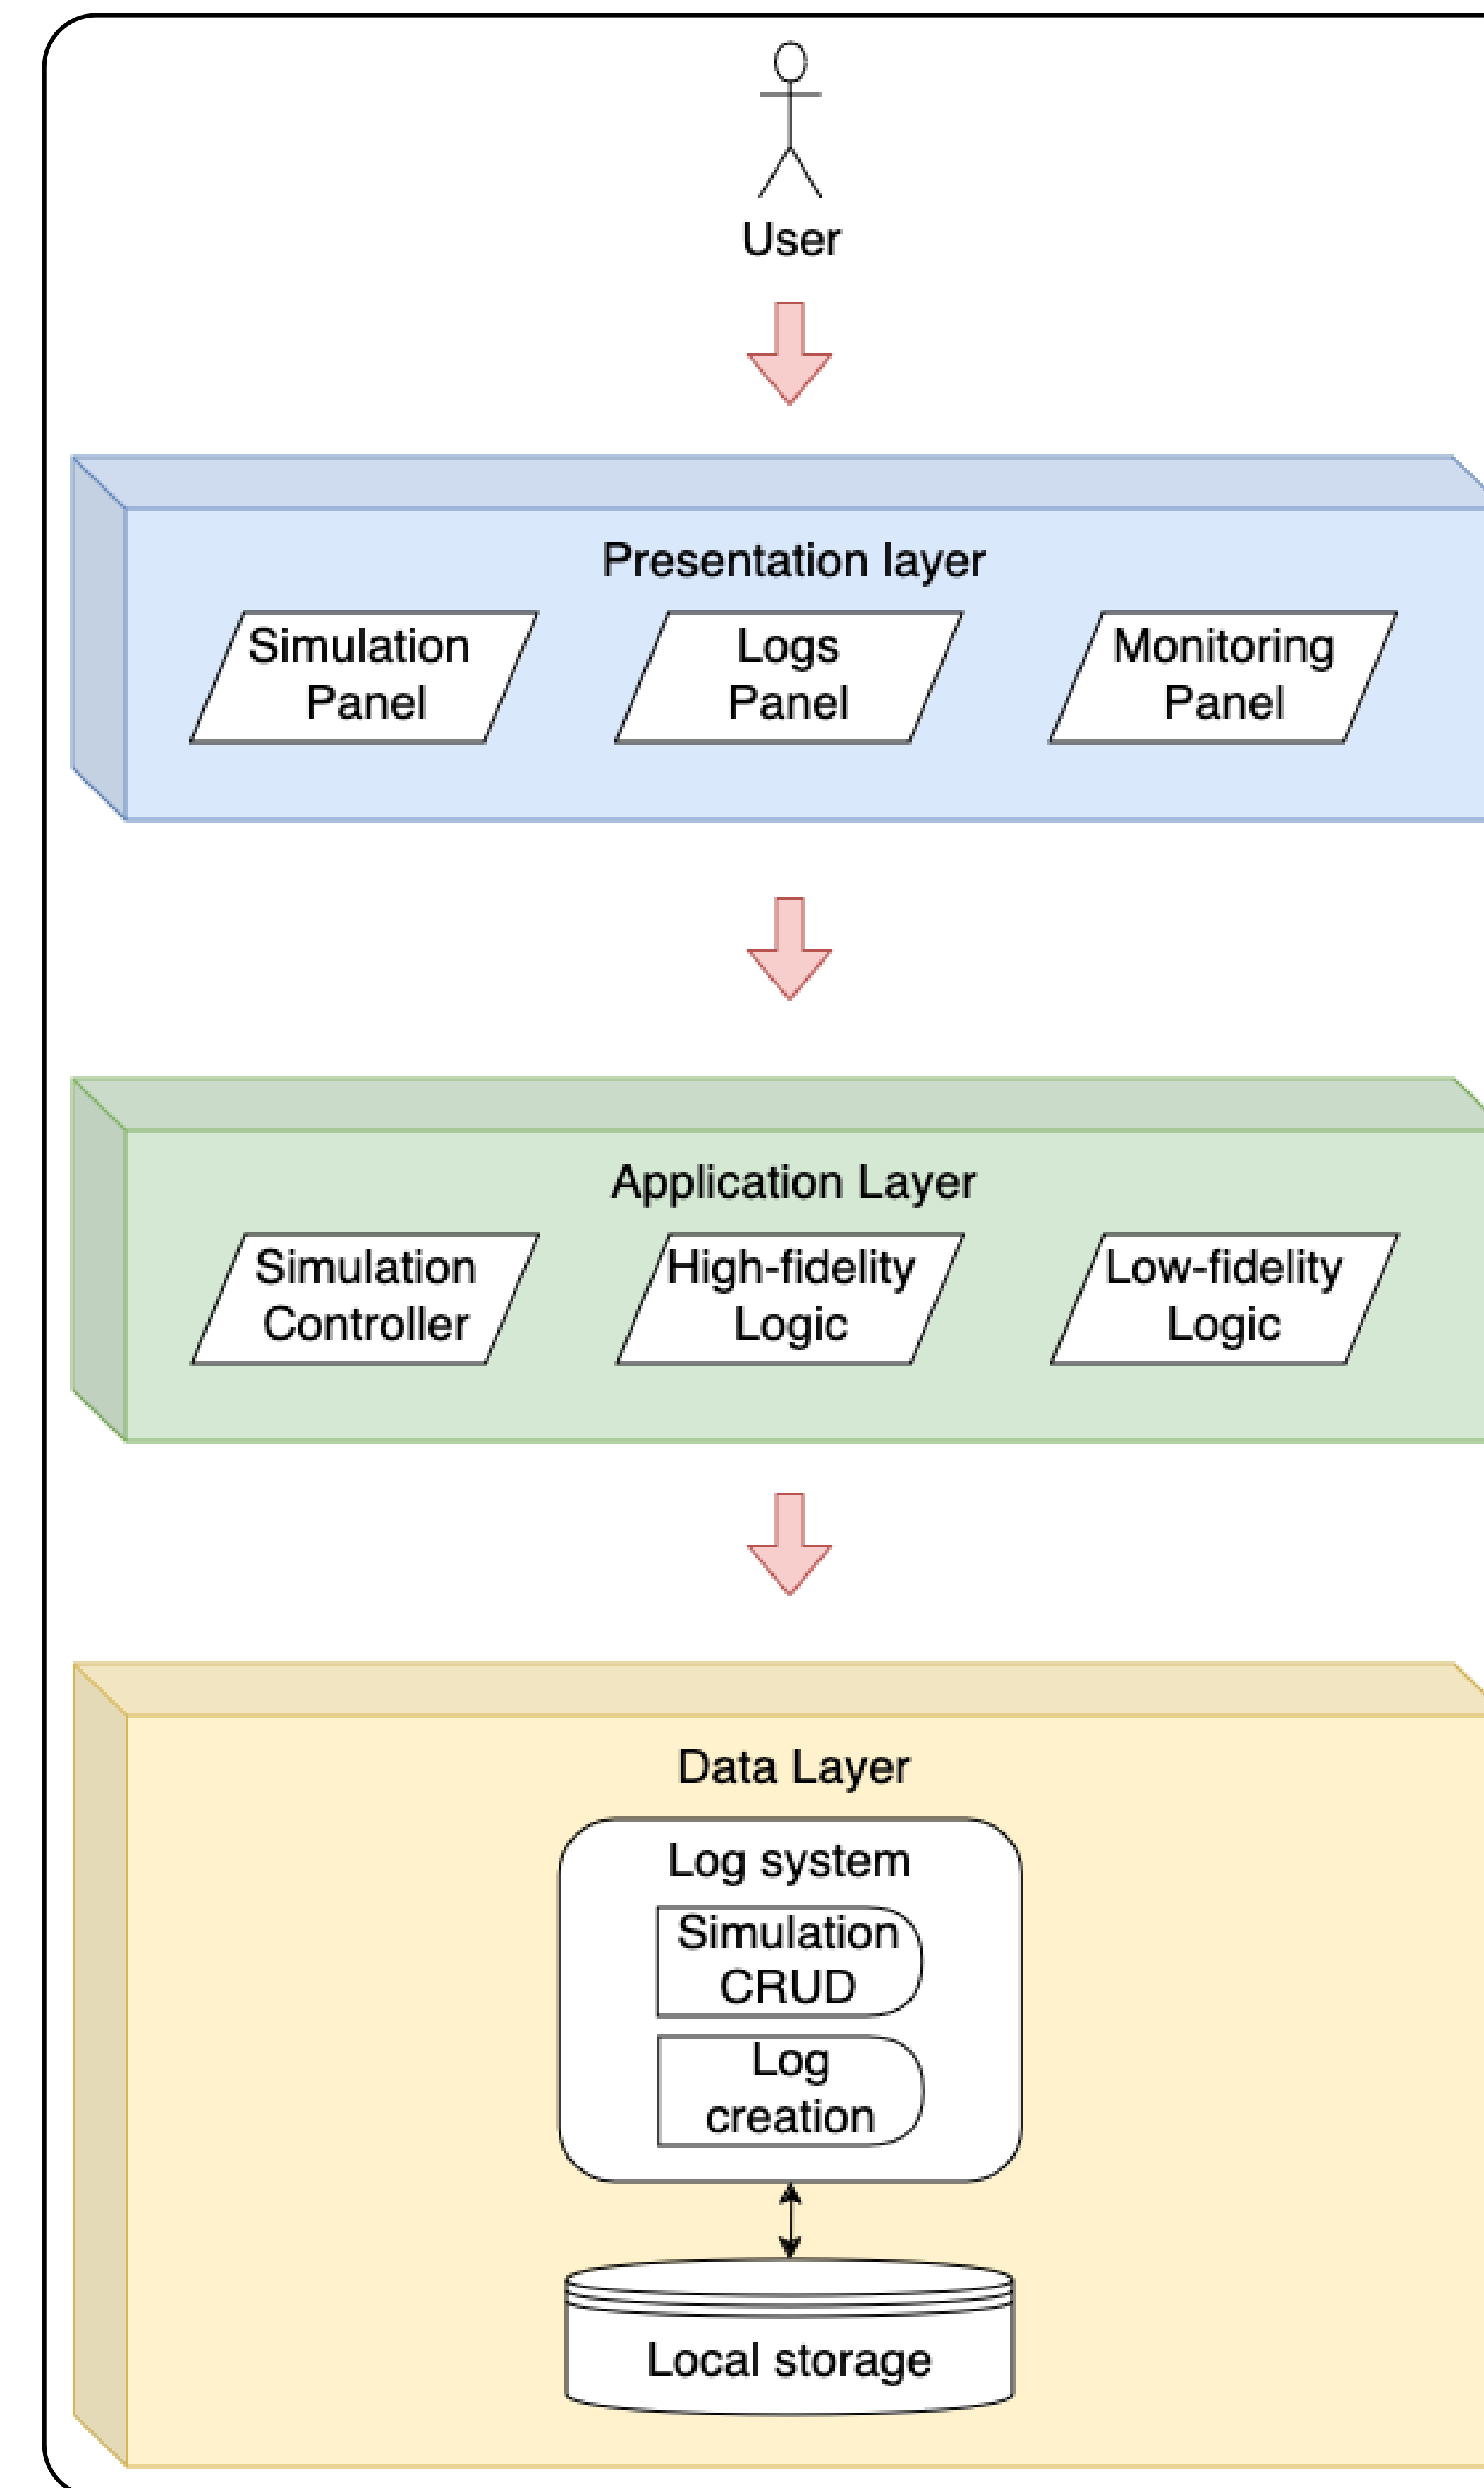 User
Presentation layer
Simulation
Panel
Logs
Panel
Monitoring
Panel
Application Layer
Simulation
Controller
High-fidelity
Logic
Low-fidelity
Logic
Data Layer
Log system
Simulation
CRUD
Log
creation
Local storage